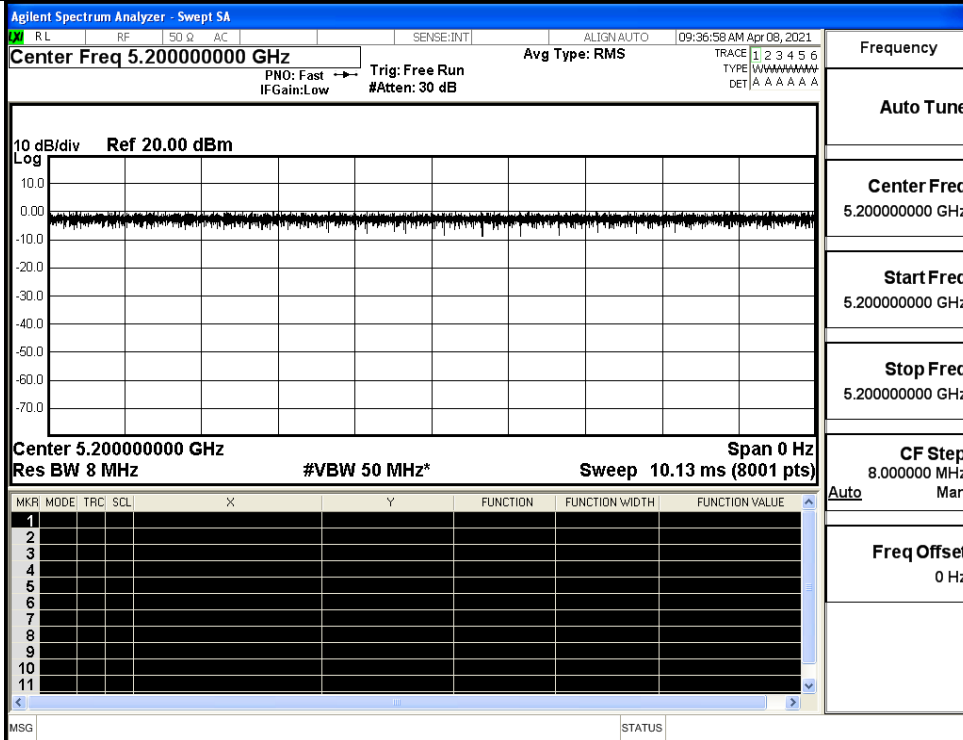 Agilent Spectrum Analyzer - Swept SA
LXI RL RF 50 Ω AC SENSE:INT ALIGN AUTO 09:36:58 AM Apr 08, 2021
Center Freq 5.200000000 GHz
PNO: Fast
IFGain:Low
Trig: Free Run
#Atten: 30 dB
Avg Type: RMS
TRACE 1 2 3 4 5 6
TYPE WWWWWW
DET A A A A A A
10 dB/div Ref 20.00 dBm
Log
10.0
0.00
-10.0
-20.0
-30.0
-40.0
-50.0
-60.0
-70.0
Center 5.200000000 GHz Span 0 Hz
Res BW 8 MHz #VBW 50 MHz* Sweep 10.13 ms (8001 pts)
MKR MODE TRC SCL X Y FUNCTION FUNCTION WIDTH FUNCTION VALUE
1
2
3
4
5
6
7
8
9
10
11
MSG STATUS
Frequency
Auto Tune
Center Freq
5.200000000 GHz
Start Freq
5.200000000 GHz
Stop Freq
5.200000000 GHz
CF Step
8.000000 MHz
Auto Man
Freq Offset
0 Hz